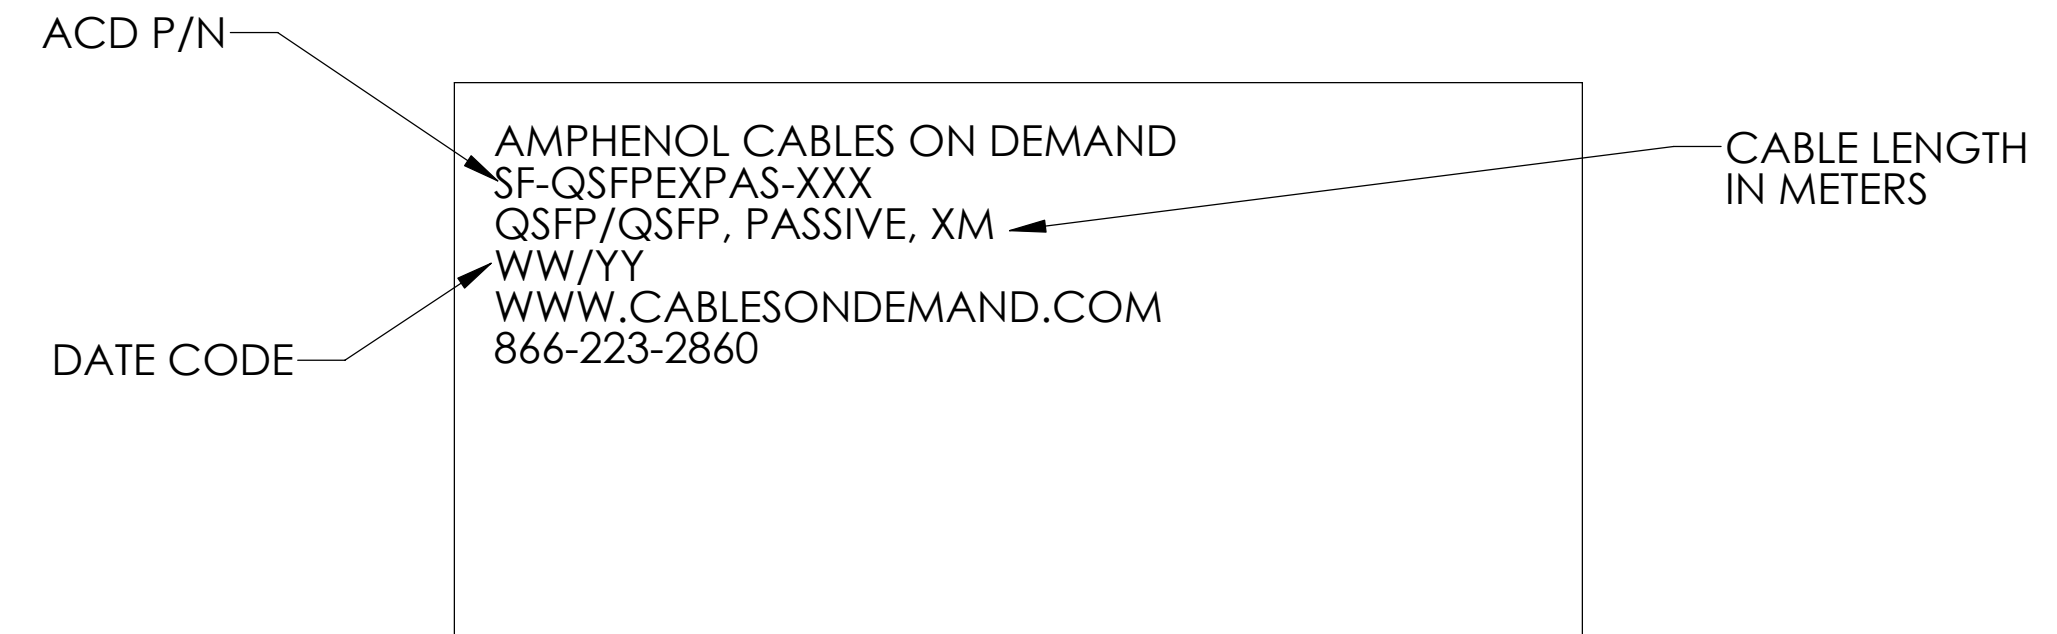 ACD P/N
AMPHENOL CABLES ON DEMAND
SF-QSFPEXPAS-XXX
QSFP/QSFP, PASSIVE, XM
WW/YY
WWW.CABLESONDEMAND.COM
866-223-2860
CABLE LENGTH
IN METERS
DATE CODE